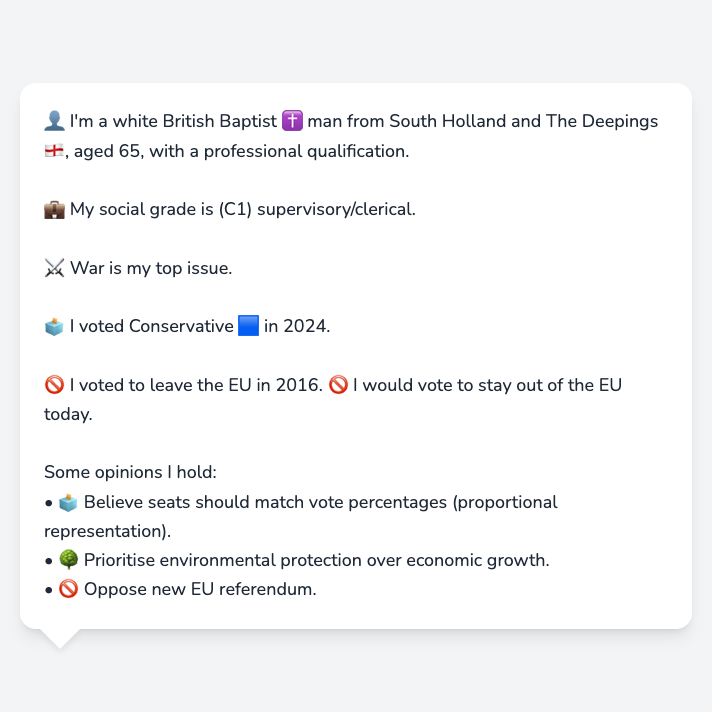 👤 I'm a white British Baptist ✝️ man from South Holland and The Deepings
🏴󠁧󠁢󠁥󠁮󠁧󠁿, aged 65, with a professional qualification.
💼 My social grade is (C1) supervisory/clerical.
⚔️ War is my top issue.
🗳️ I voted Conservative 🟦 in 2024.
🚫 I voted to leave the EU in 2016. 🚫 I would vote to stay out of the EU
today.
Some opinions I hold:
• 🗳️ Believe seats should match vote percentages (proportional
representation).
• 🌳 Prioritise environmental protection over economic growth.
• 🚫 Oppose new EU referendum.